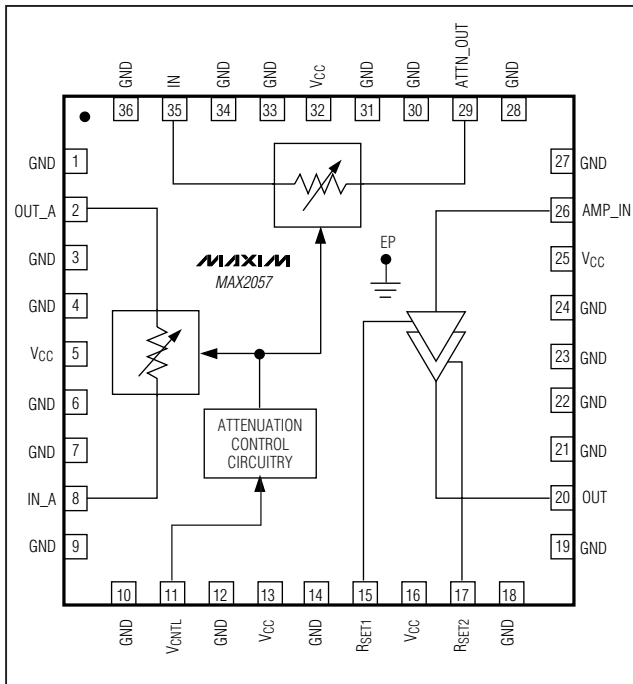 GND
IN
GND
GND
VCC
GND
GND
ATTN_OUT
GND
36
35
34
33
32
31
30
29
28
GND 1
OUT_A 2
GND 3
GND 4
VCC 5
GND 6
GND 7
IN_A 8
GND 9
MAXIM
MAX2057
EP
ATTENUATION
CONTROL
CIRCUITRY
27 GND
26 AMP_IN
25 VCC
24 GND
23 GND
22 GND
21 GND
20 OUT
19 GND
10
11
12
13
14
15
16
17
18
GND
VCNTL
GND
VCC
GND
RSET1
VCC
RSET2
GND